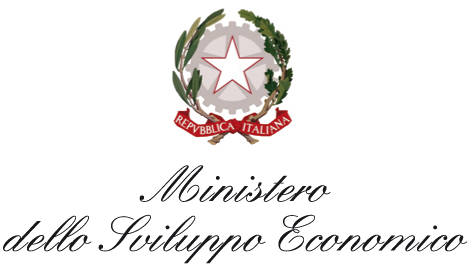 REPVBBLICA ITALIANA
Ministero
dello Sviluppo Economico